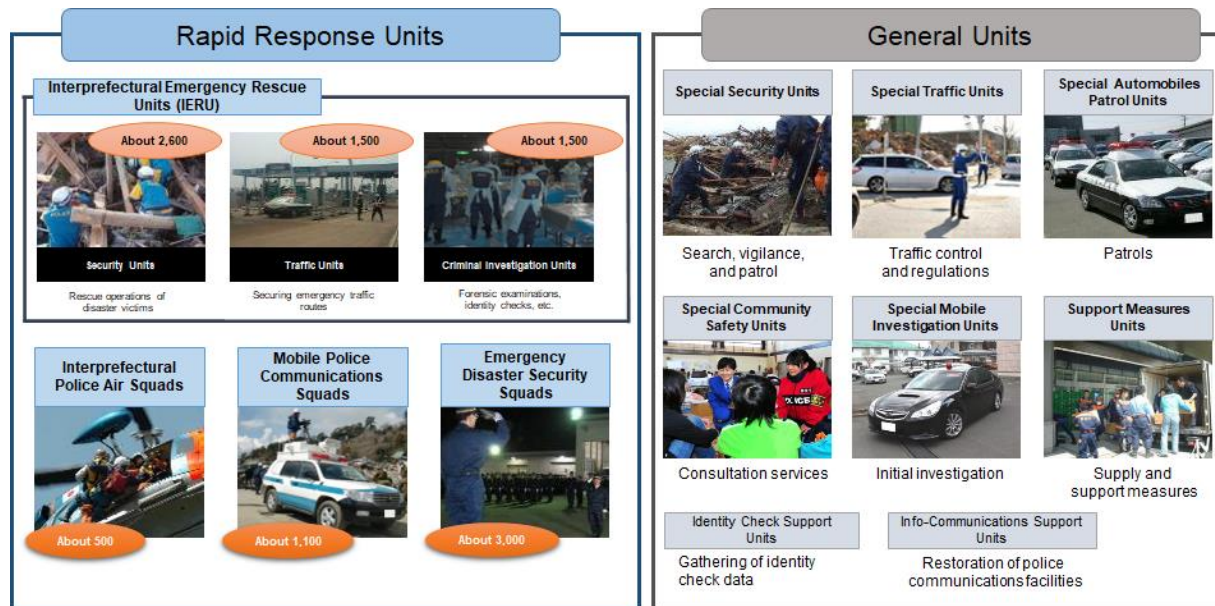 Rapid Response Units
Interprefectural Emergency Rescue
Units (IERU)
About 2,600
About 1,500
About 1,500
Security Units
Traffic Units
Criminal Investigation Units
Rescue operations of
disaster victims
Securing emergency traffic
routes
Forensic examinations,
identity checks, etc.
Interprefectural
Police Air Squads
Mobile Police
Communications
Squads
Emergency
Disaster Security
Squads
About 500
About 1,100
About 3,000
General Units
Special Security Units
Special Traffic Units
Special Automobiles
Patrol Units
Search, vigilance,
and patrol
Traffic control
and regulations
Patrols
Special Community
Safety Units
Special Mobile
Investigation Units
Support Measures
Units
Consultation services
Initial investigation
Supply and
support measures
Identity Check Support
Units
Info-Communications Support
Units
Gathering of identity
check data
Restoration of police
communications facilities